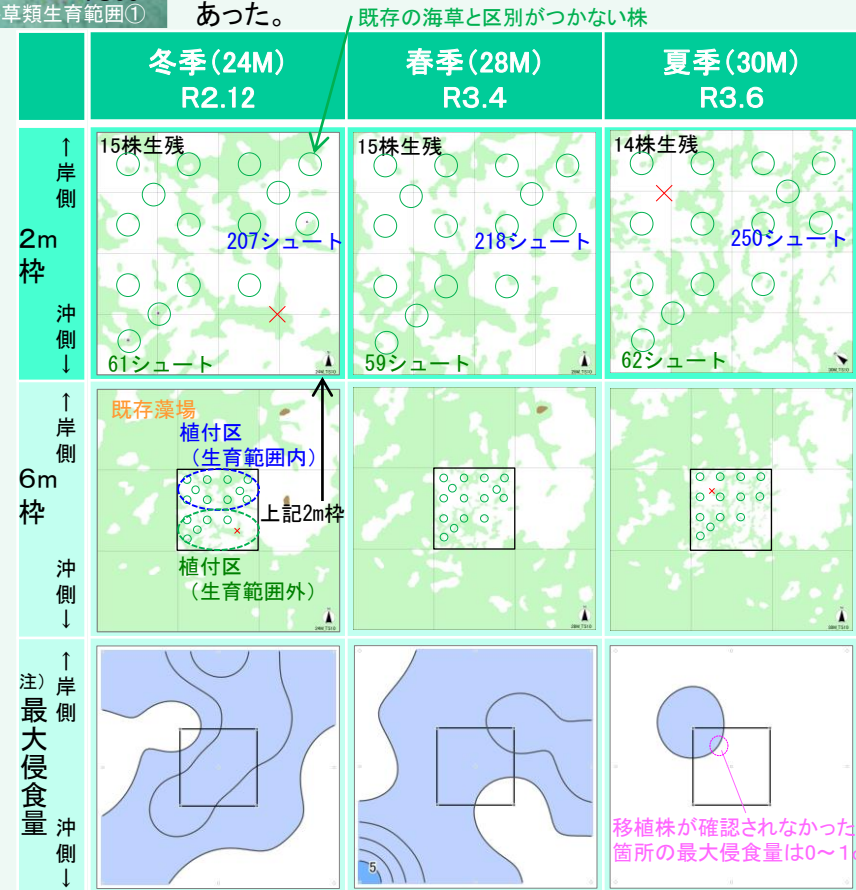 草類生育範囲①
あった。
既存の海草と区別がつかない株
冬季(24M)
R2.12
春季(28M)
R3.4
夏季(30M)
R3.6
↑
岸
側
2m
枠
沖
側
↓
15株生残
207シュート
61シュート
15株生残
218シュート
59シュート
14株生残
250シュート
62シュート
↑
岸
側
6m
枠
沖
側
↓
既存藻場
植付区
(生育範囲内)
上記2m枠
植付区
(生育範囲外)
↑
岸
側
注)
最大侵食量
沖
側
↓
5
移植株が確認されなかった
箇所の最大侵食量は0~1